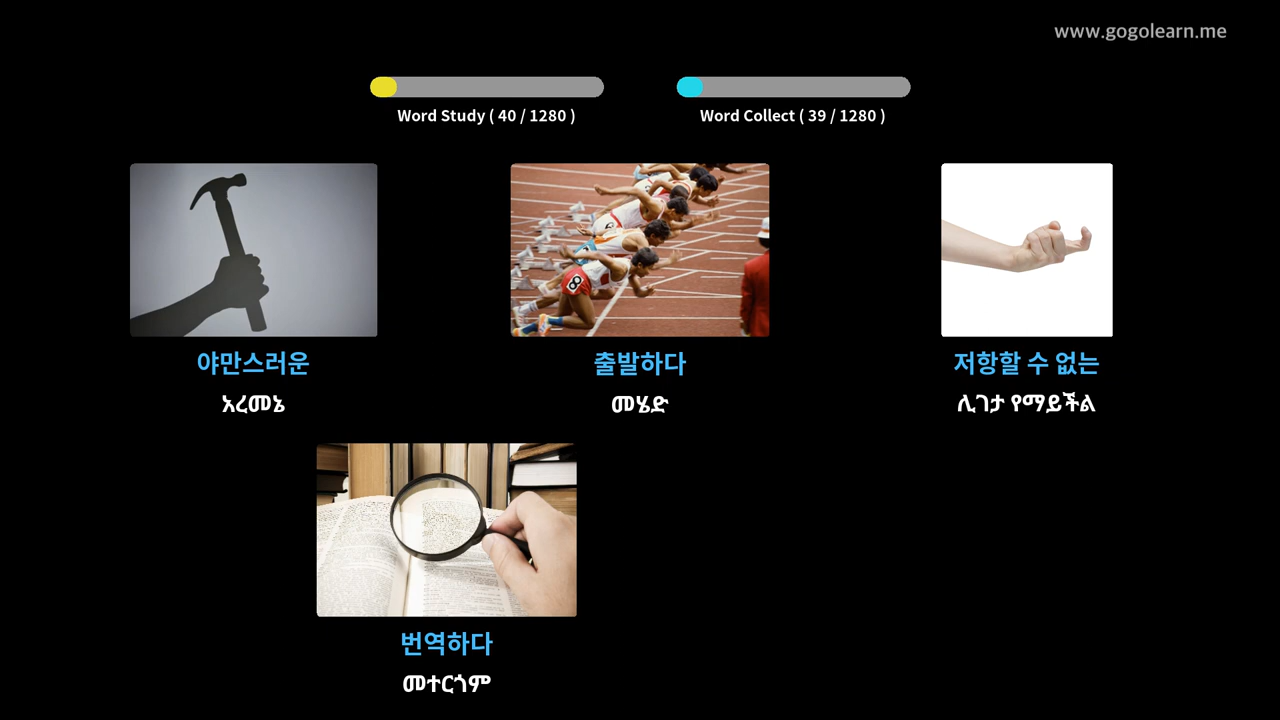 www.gogolearn.me
Word Study ( 40 / 1280 )
Word Collect ( 39 / 1280 )
야만스러운
አረመኔ
출발하다
መሄድ
저항할 수 없는
ሊገታ የማይችል
번역하다
መተርጎም